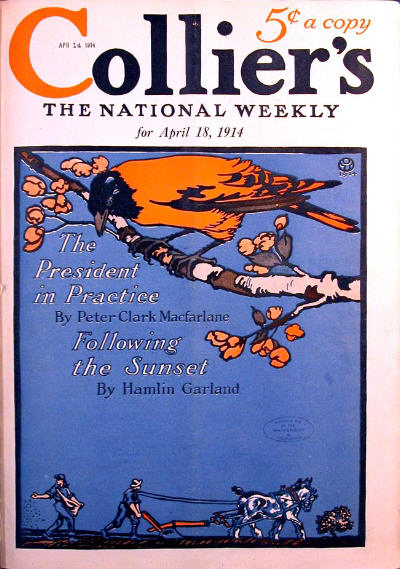 5¢ a copy
Collier's
APR 14 1914
THE NATIONAL WEEKLY
for April 18, 1914
The
President
in Practice
By Peter Clark Macfarlane
Following
the Sunset
By Hamlin Garland